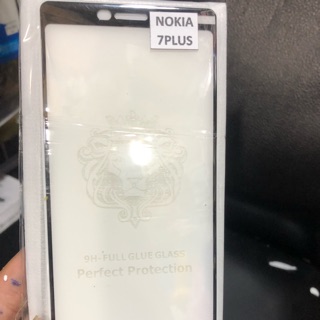 NOKIA
7PLUS
9H-FULL GLUE GLASS
Perfect Protection